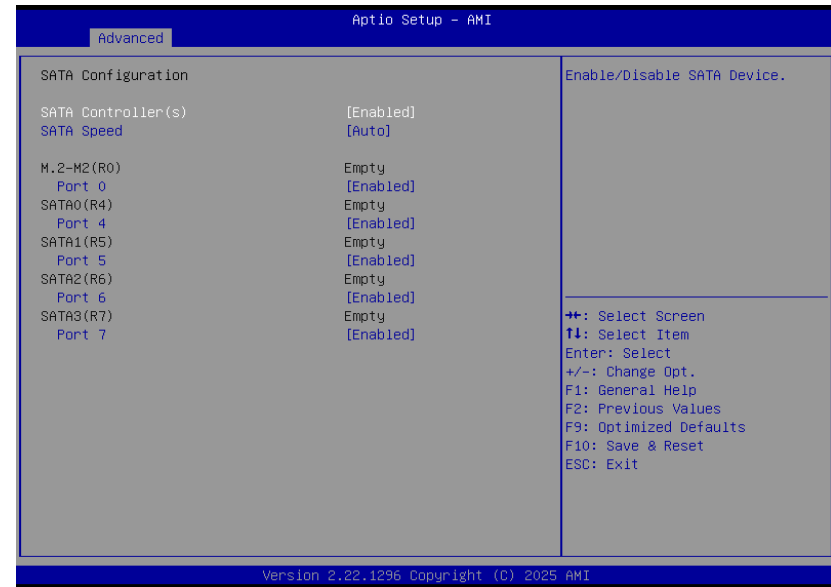 Aptio Setup – AMI
Advanced
SATA Configuration
SATA Controller(s) [Enabled]
SATA Speed [Auto]
M.2-M2(R0) Empty
Port 0 [Enabled]
SATA0(R4) Empty
Port 4 [Enabled]
SATA1(R5) Empty
Port 5 [Enabled]
SATA2(R6) Empty
Port 6 [Enabled]
SATA3(R7) Empty
Port 7 [Enabled]
Enable/Disable SATA Device.
→←: Select Screen
↑↓: Select Item
Enter: Select
+/-: Change Opt.
F1: General Help
F2: Previous Values
F9: Optimized Defaults
F10: Save & Reset
ESC: Exit
Version 2.22.1296 Copyright (C) 2025 AMI